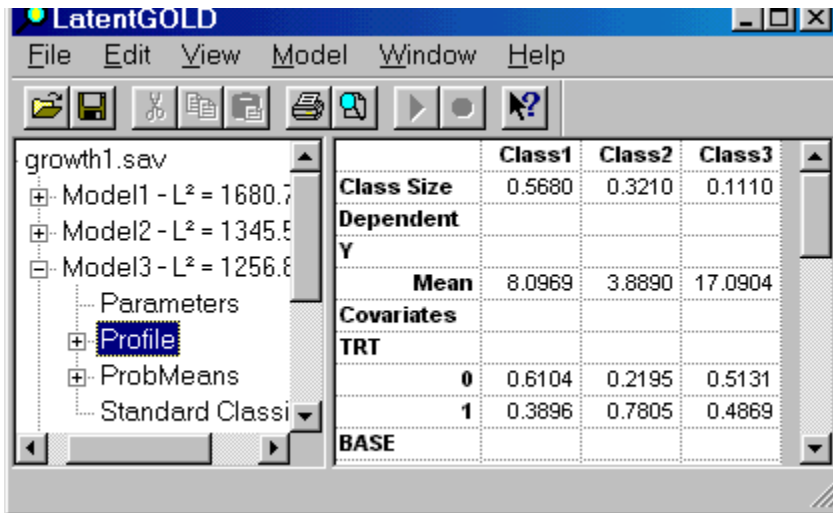 LatentGOLD
File Edit View Model Window Help
growth1.sav
Model1 - L² = 1680.7
Model2 - L² = 1345.5
Model3 - L² = 1256.8
Parameters
Profile
ProbMeans
Standard Classi
Class1 Class2 Class3
Class Size 0.5680 0.3210 0.1110
Dependent
Y
Mean 8.0969 3.8890 17.0904
Covariates
TRT
0 0.6104 0.2195 0.5131
1 0.3896 0.7805 0.4869
BASE